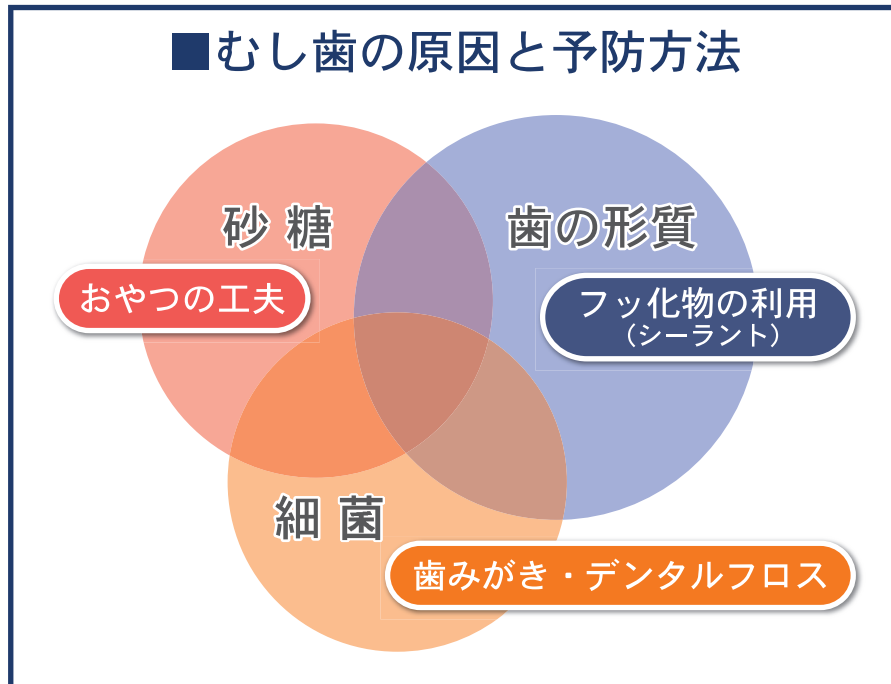 ■むし歯の原因と予防方法
砂糖
歯の形質
おやつの工夫
フッ化物の利用
（シーラント）
細菌
歯みがき・デンタルフロス